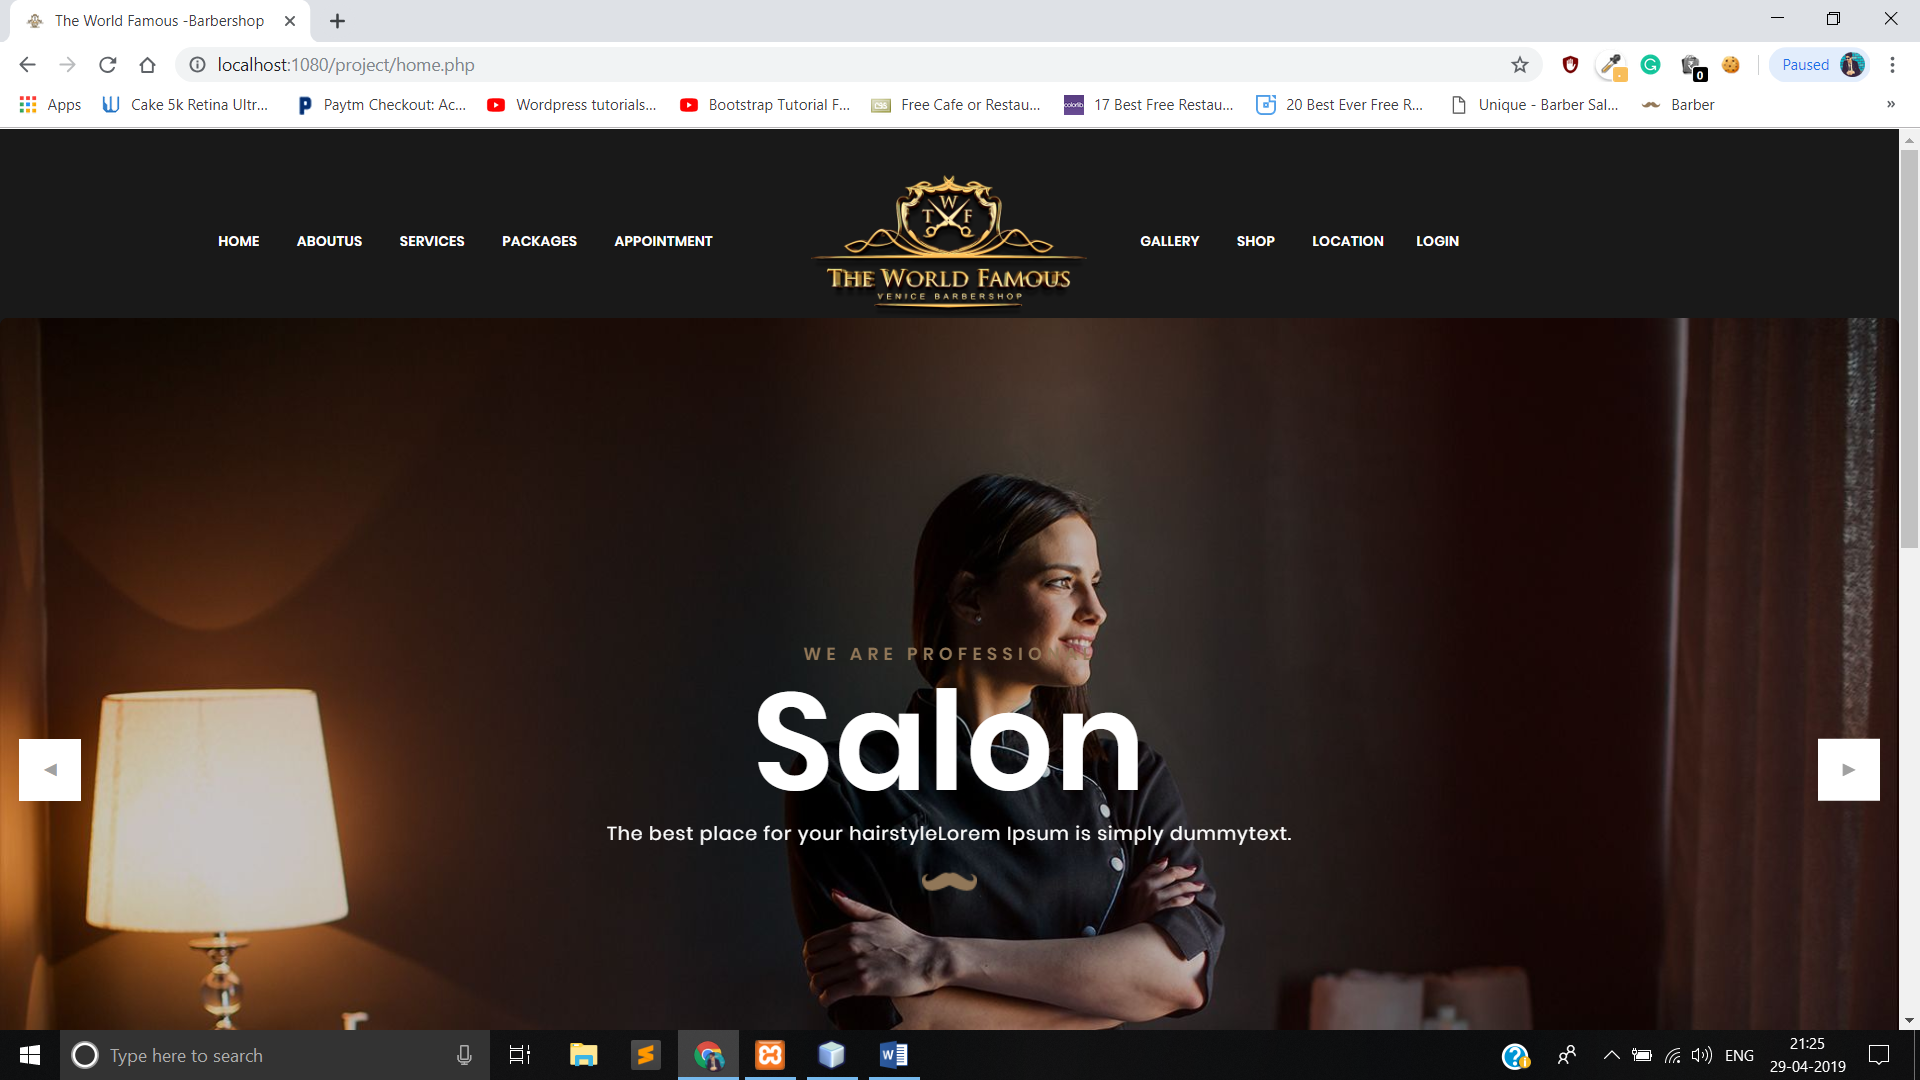 The World Famous -Barbershop
localhost:1080/project/home.php
Paused
Apps
Cake 5k Retina Ultr...
Paytm Checkout: Ac...
Wordpress tutorials...
Bootstrap Tutorial F...
Free Cafe or Restau...
17 Best Free Restau...
20 Best Ever Free R...
Unique - Barber Sal...
Barber
»
W
T F
THE WORLD FAMOUS
VENICE BARBERSHOP
HOME ABOUTUS SERVICES PACKAGES APPOINTMENT
GALLERY SHOP LOCATION LOGIN
WE ARE PROFESSIO
Salon
The best place for your hairstyleLorem Ipsum is simply dummytext.
Type here to search
ENG
21:25
29-04-2019